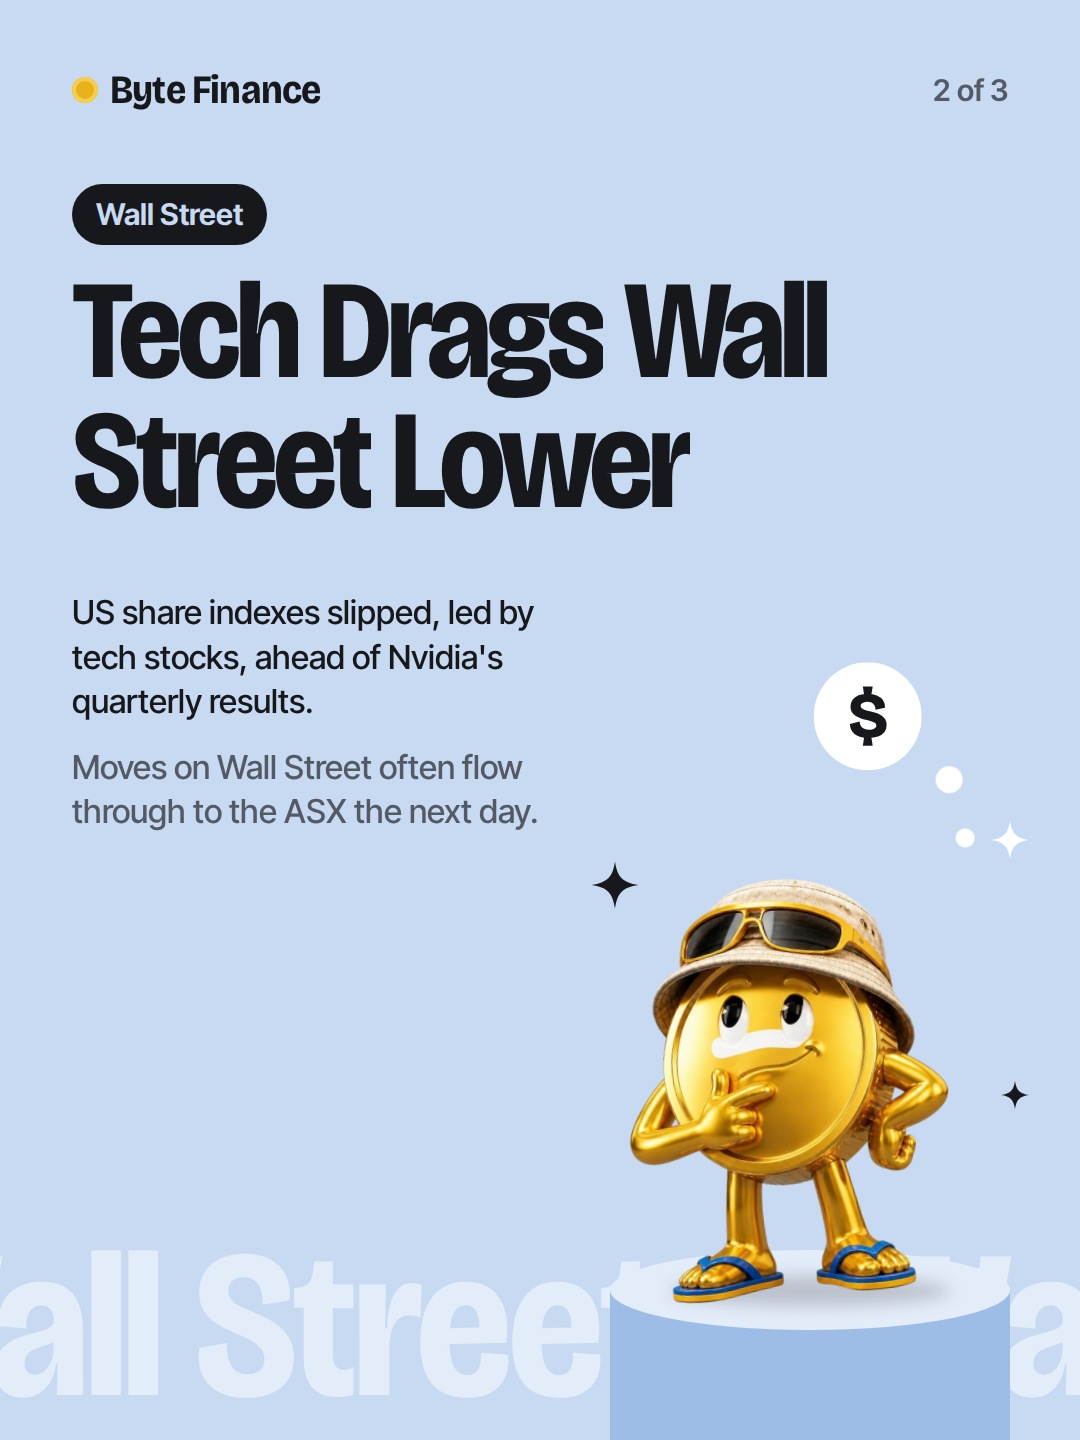 Byte Finance
2 of 3
Wall Street
Tech Drags Wall
Street Lower
US share indexes slipped, led by
tech stocks, ahead of Nvidia's
quarterly results.
Moves on Wall Street often flow
through to the ASX the next day.
$
all Street